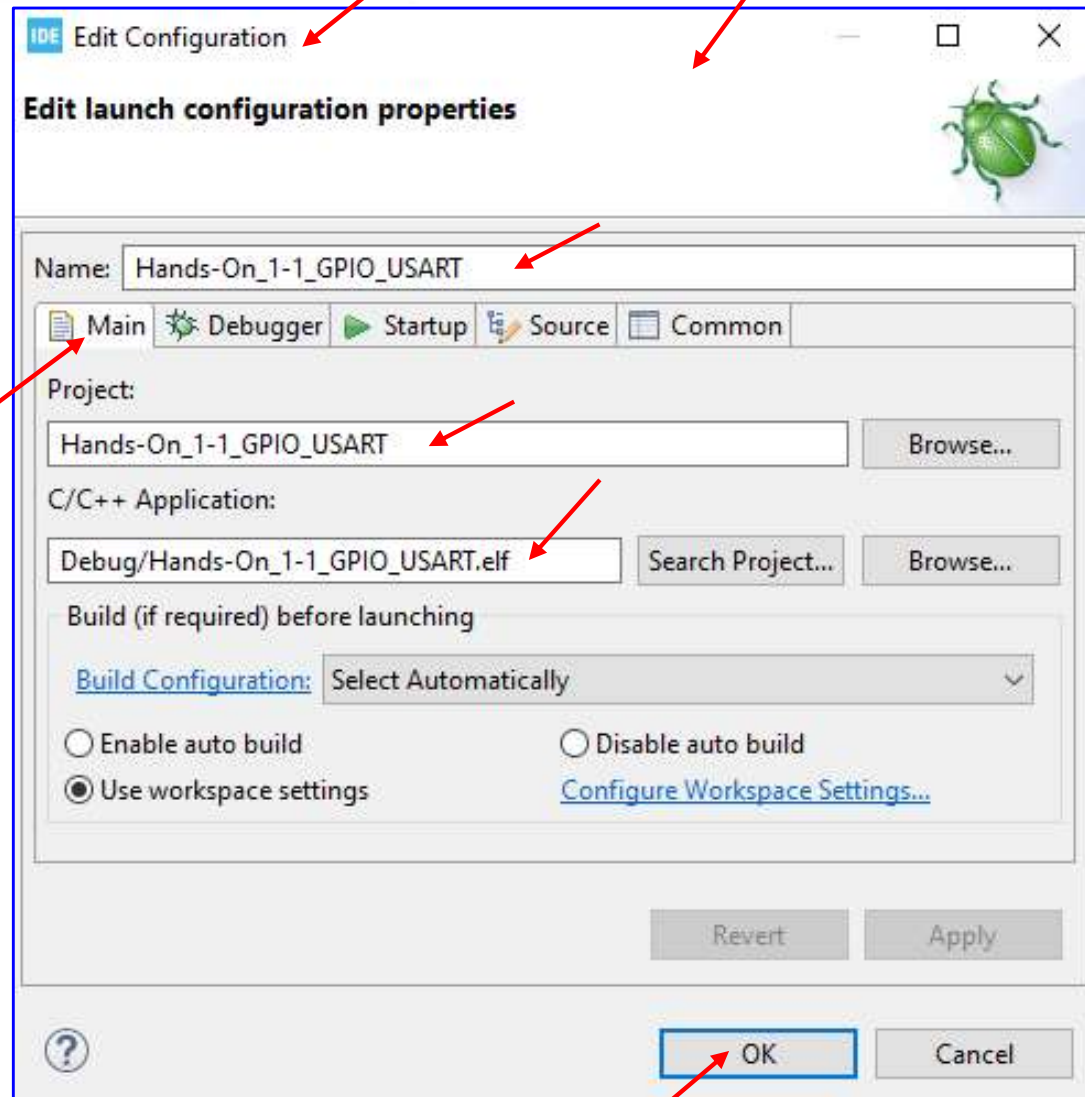 IDE Edit Configuration
Edit launch configuration properties
Name: Hands-On_1-1_GPIO_USART
Main Debugger Startup Source Common
Project:
Hands-On_1-1_GPIO_USART Browse...
C/C++ Application:
Debug/Hands-On_1-1_GPIO_USART.elf Search Project... Browse...
Build (if required) before launching
Build Configuration: Select Automatically
Enable auto build Disable auto build
Use workspace settings Configure Workspace Settings...
Revert Apply
? OK Cancel